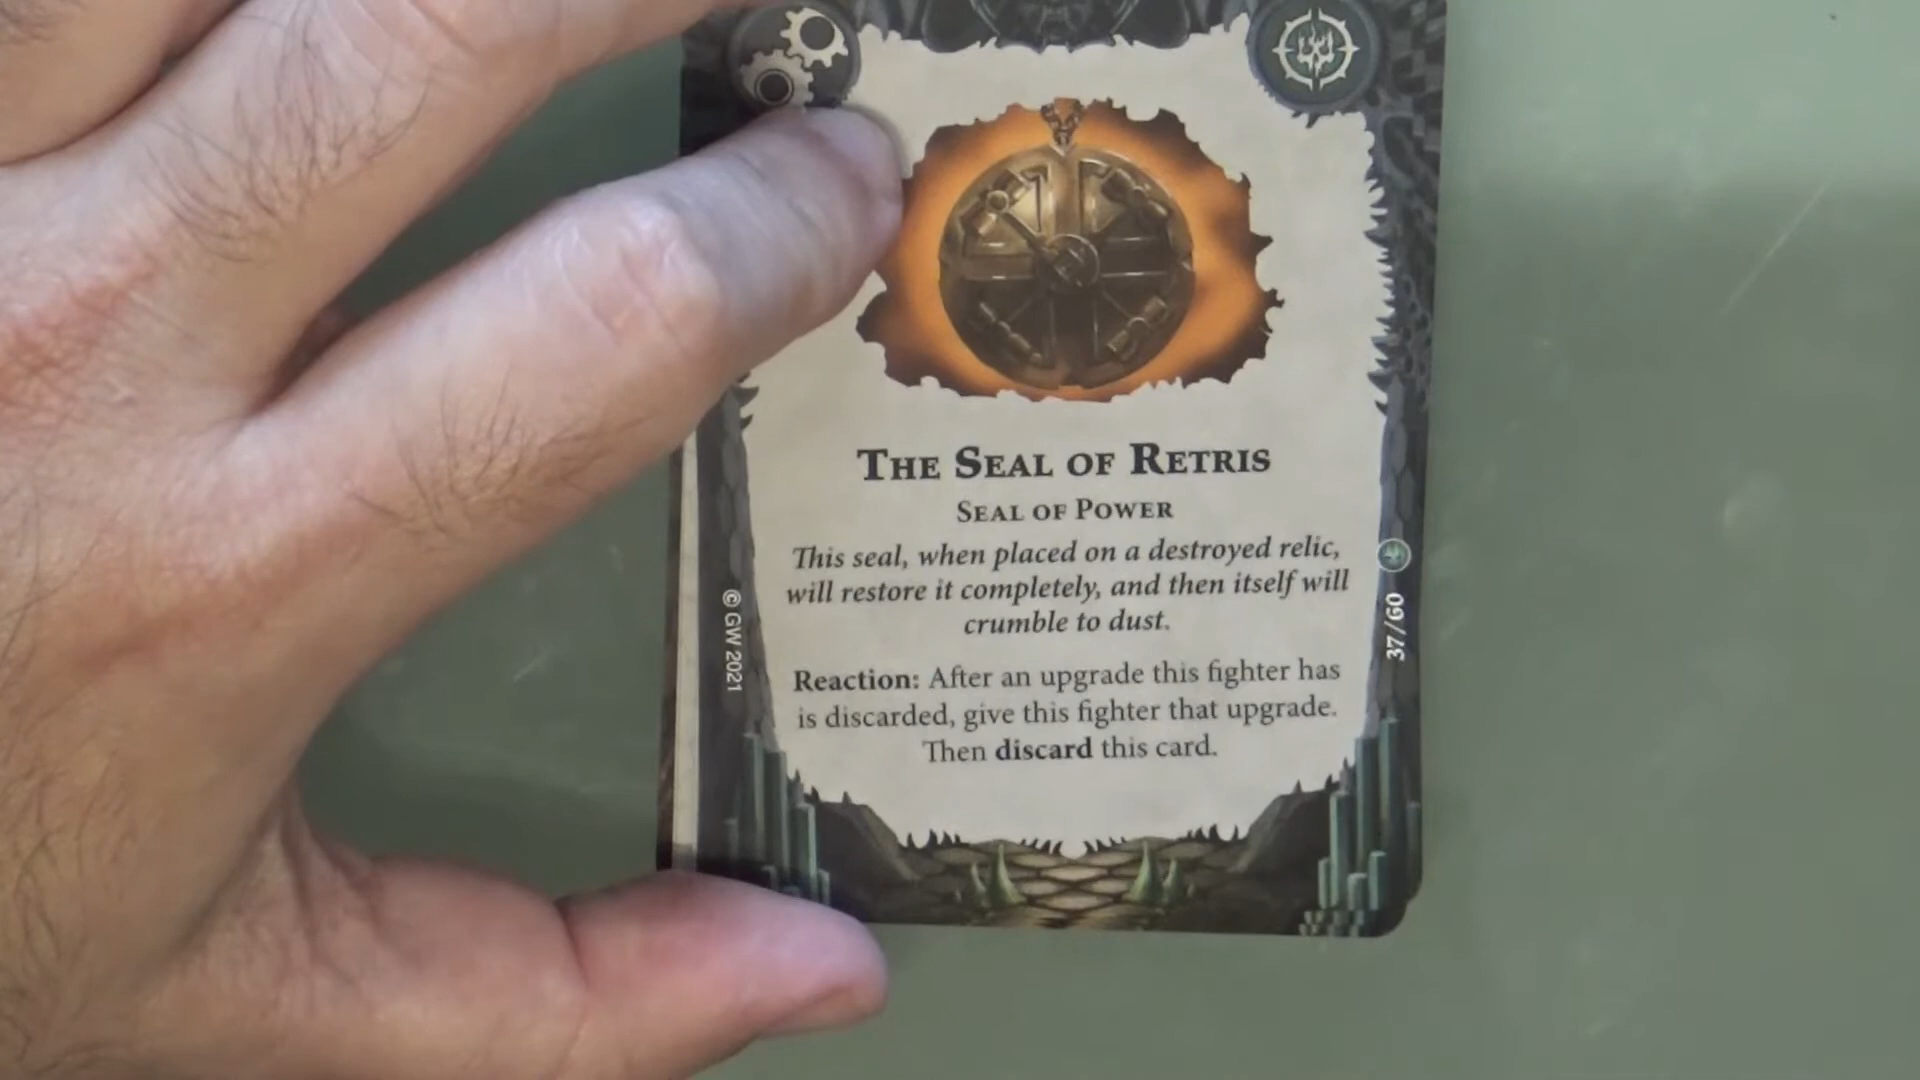 The Seal of Retris
Seal of Power
This seal, when placed on a destroyed relic,
will restore it completely, and then itself will
crumble to dust.
Reaction: After an upgrade this fighter has
is discarded, give this fighter that upgrade.
Then discard this card.
© GW 2021
37/60